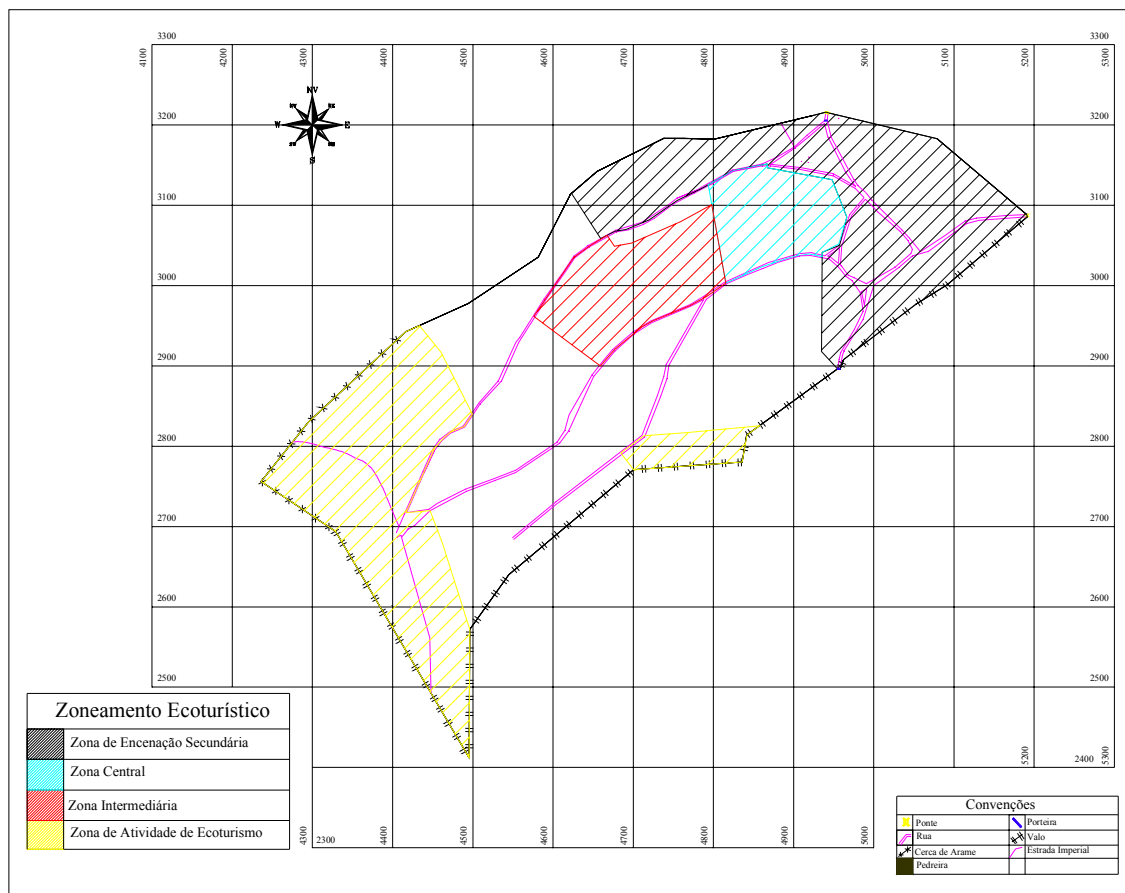 3300
4100
4200
4300
4400
4500
4600
4700
4800
4900
5000
5100
5200
5300
3300
NV
W
E
S
3200
3200
3100
3100
3000
3000
2900
2900
2800
2800
2700
2700
2600
2600
2500
2500
2400
5200
5300
4300
2300
4400
4500
4600
4700
4800
4900
5000
5100
Zoneamento Ecoturístico
Zona de Encenação Secundária
Zona Central
Zona Intermediária
Zona de Atividade de Ecoturismo
Convenções
Ponte
Porteira
Rua
Valo
Cerca de Arame
Estrada Imperial
Pedreira